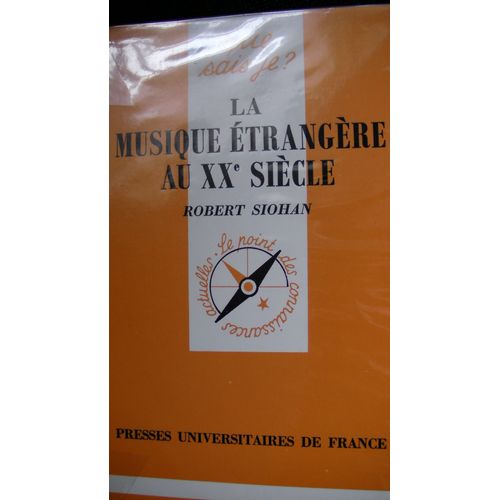 que
sais-je?
LA
MUSIQUE ÉTRANGÈRE
AU XXe SIÈCLE
ROBERT SIOHAN
Le point des connaissances actuelles
PRESSES UNIVERSITAIRES DE FRANCE